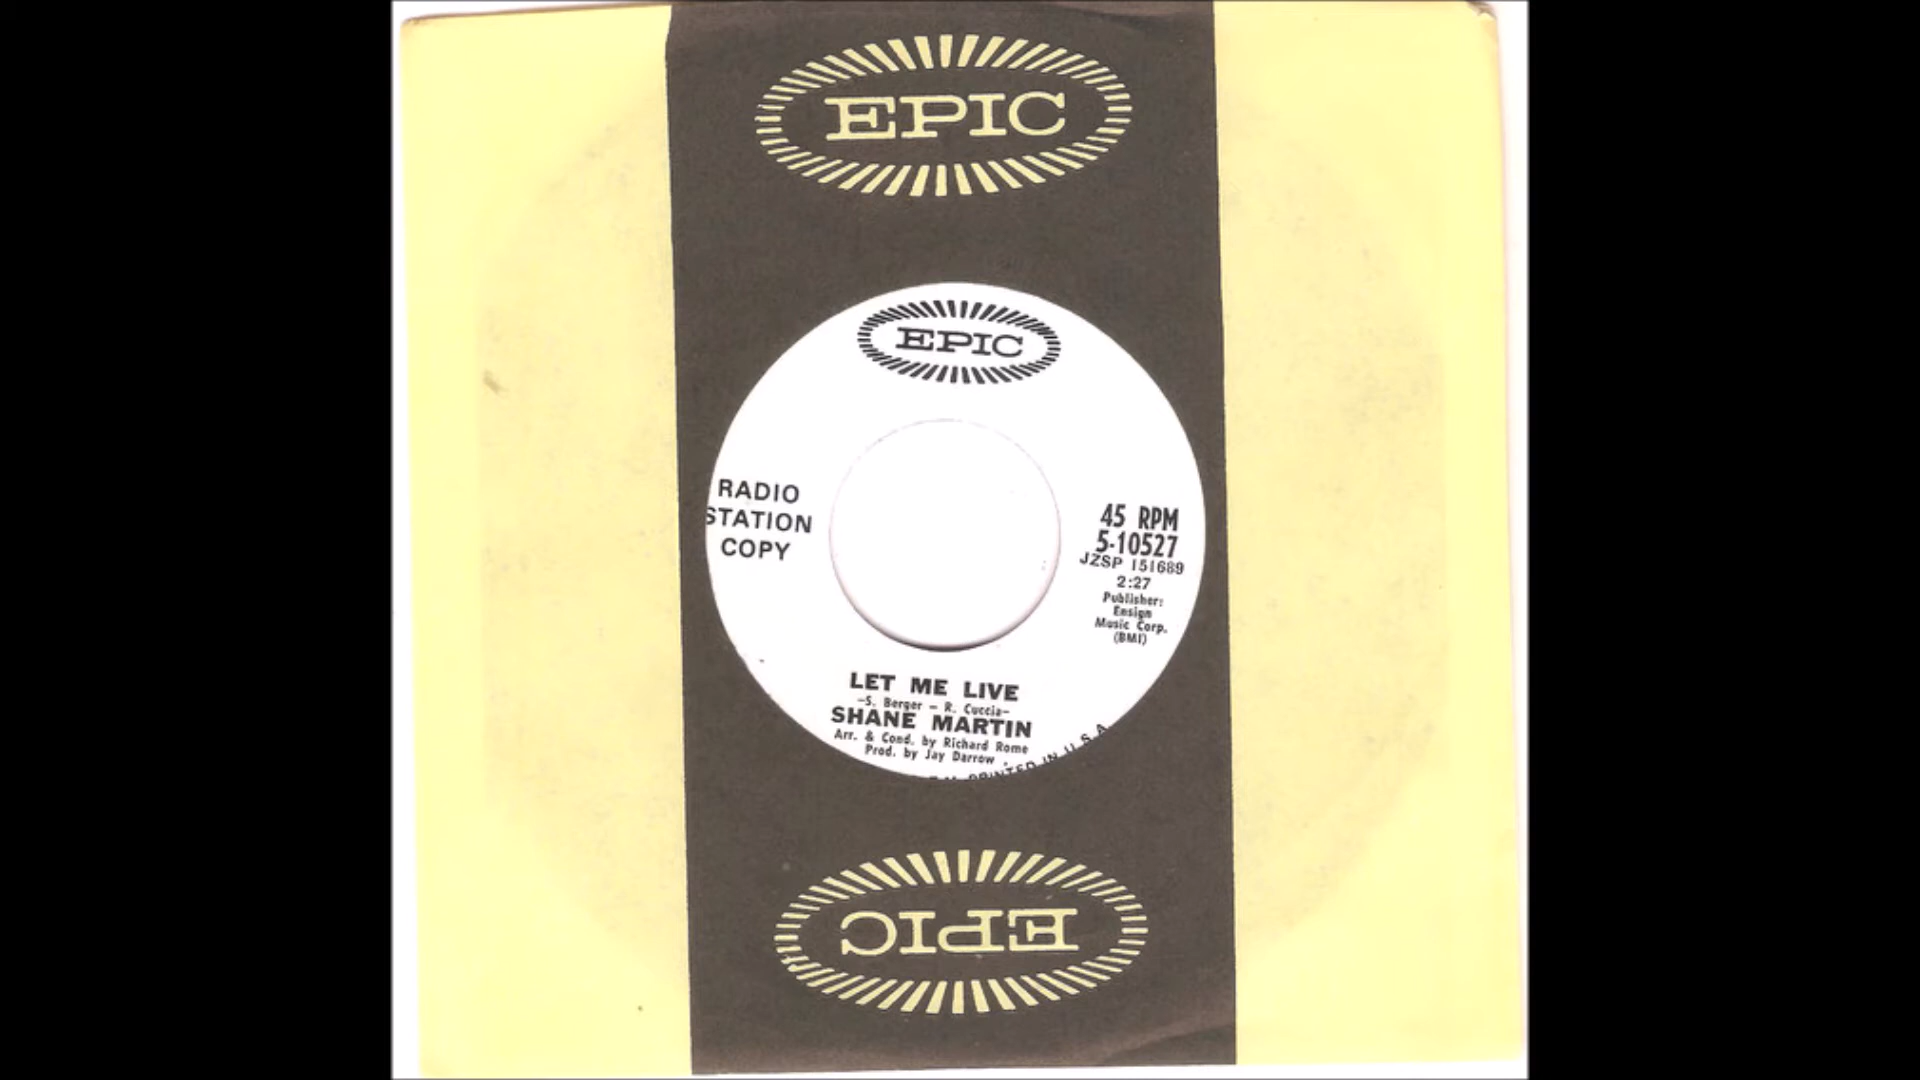 EPIC
EPIC
RADIO
STATION
COPY
45 RPM
5-10527
JZSP 151689
2:27
Publisher:
Ensign
Music Corp.
(BMI)
LET ME LIVE
-S. Berger - R. Cuccia-
SHANE MARTIN
Arr. & Cond. by Richard Rome
Prod. by Jay Darrow
PRINTED IN U.S.A.
EPIC